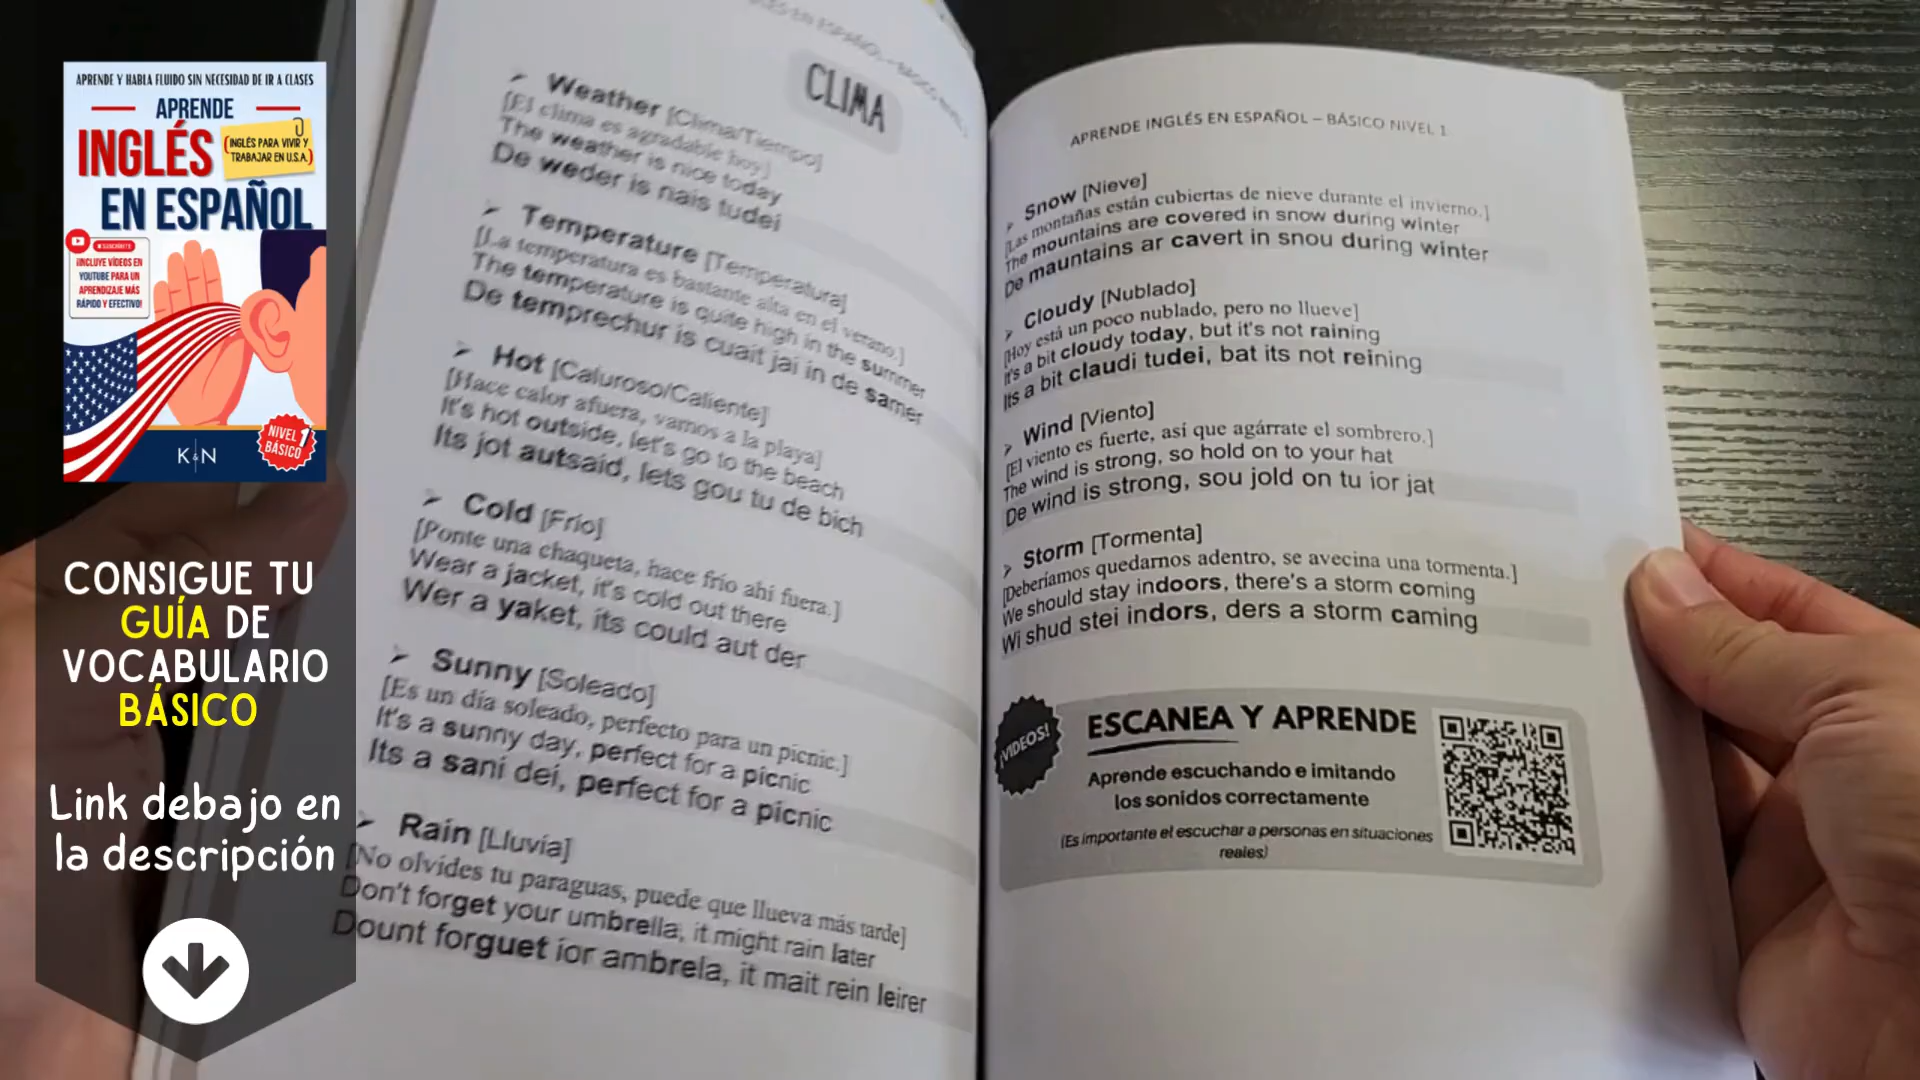 APRENDE Y HABLA FLUIDO SIN NECESIDAD DE IR A CLASES
APRENDE
INGLÉS
(INGLÉS PARA VIVIR Y
TRABAJAR EN U.S.A.)
EN ESPAÑOL
SUSCRÍBETE
¡INCLUYE VÍDEOS EN
YOUTUBE PARA UN
APRENDIZAJE MÁS
RÁPIDO Y EFECTIVO!
NIVEL 1
BÁSICO
K&N
CONSIGUE TU
GUÍA DE
VOCABULARIO
BÁSICO
Link debajo en
la descripción
EN ESPAÑOL – BÁSICO NIVEL 1
CLIMA
➤ Weather [Clima/Tiempo]
[El clima es agradable hoy]
The weather is nice today
De weder is nais tudei
➤ Temperature [Temperatura]
[La temperatura es bastante alta en el verano.]
The temperature is quite high in the summer
De temprechur is cuait jai in de samer
➤ Hot [Caluroso/Caliente]
[Hace calor afuera, vamos a la playa]
It's hot outside, let's go to the beach
Its jot autsaid, lets gou tu de bich
➤ Cold [Frío]
[Ponte una chaqueta, hace frío ahí fuera.]
Wear a jacket, it's cold out there
Wer a yaket, its could aut der
➤ Sunny [Soleado]
[Es un día soleado, perfecto para un picnic.]
It's a sunny day, perfect for a picnic
Its a sani dei, perfect for a picnic
➤ Rain [Lluvia]
[No olvides tu paraguas, puede que llueva más tarde]
Don't forget your umbrella, it might rain later
Dount forguet ior ambrela, it mait rein leirer
APRENDE INGLÉS EN ESPAÑOL – BÁSICO NIVEL 1
➤ Snow [Nieve]
[Las montañas están cubiertas de nieve durante el invierno.]
The mountains are covered in snow during winter
De mauntains ar cavert in snou during winter
➤ Cloudy [Nublado]
[Hoy está un poco nublado, pero no llueve]
It's a bit cloudy today, but it's not raining
Its a bit claudi tudei, bat its not reining
➤ Wind [Viento]
[El viento es fuerte, así que agárrate el sombrero.]
The wind is strong, so hold on to your hat
De wind is strong, sou jold on tu ior jat
➤ Storm [Tormenta]
[Deberíamos quedarnos adentro, se avecina una tormenta.]
We should stay indoors, there's a storm coming
Wi shud stei indors, ders a storm caming
¡VIDEOS!
ESCANEA Y APRENDE
Aprende escuchando e imitando
los sonidos correctamente
(Es importante el escuchar a personas en situaciones
reales)